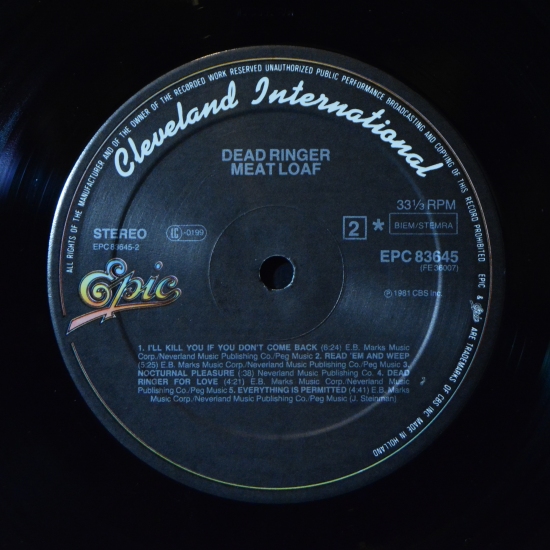 ALL RIGHTS OF THE MANUFACTURER AND OF THE OWNER OF THE RECORDED WORK RESERVED UNAUTHORIZED PUBLIC PERFORMANCE BROADCASTING AND COPYING OF THIS RECORD PROHIBITED EPIC & Epic ARE TRADEMARKS OF CBS INC MADE IN HOLLAND
Cleveland International
DEAD RINGER
MEAT LOAF
33 1/3 RPM
STEREO
LC-0199
2 *
BIEM/STEMRA
EPC 83645-2
EPC 83645
(FE 36007)
Epic
℗ 1981 CBS Inc.
1. I'LL KILL YOU IF YOU DON'T COME BACK (6:24) E.B. Marks Music
Corp./Neverland Music Publishing Co./Peg Music 2. READ 'EM AND WEEP
(5:25) E.B. Marks Music Corp./Neverland Music Publishing Co./Peg Music 3.
NOCTURNAL PLEASURE (:38) Neverland Music Publishing Co. 4. DEAD
RINGER FOR LOVE (4:21) E.B. Marks Music Corp./Neverland Music
Publishing Co./Peg Music 5. EVERYTHING IS PERMITTED (4:41) E.B. Marks
Music Corp./Neverland Music Publishing Co./Peg Music (J. Steinman)